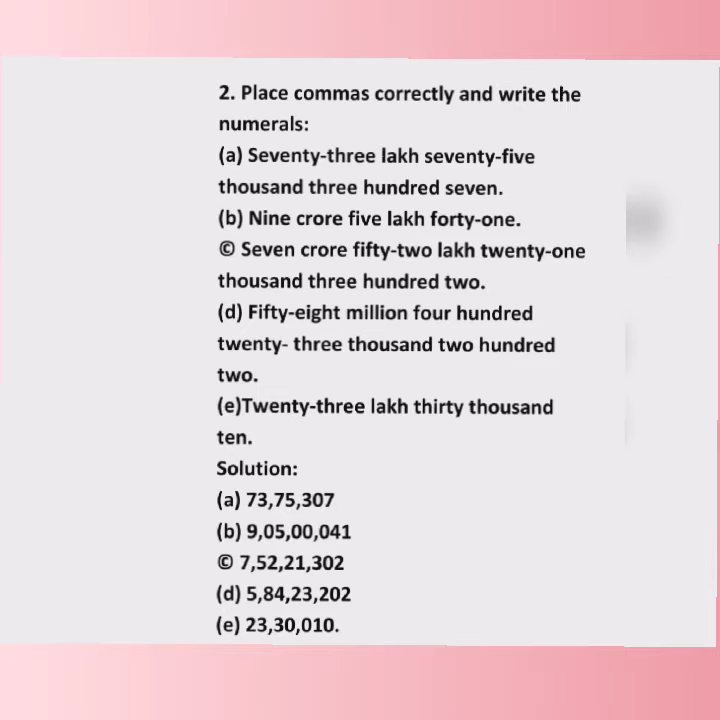 2. Place commas correctly and write the
numerals:
(a) Seventy-three lakh seventy-five
thousand three hundred seven.
(b) Nine crore five lakh forty-one.
© Seven crore fifty-two lakh twenty-one
thousand three hundred two.
(d) Fifty-eight million four hundred
twenty- three thousand two hundred
two.
(e)Twenty-three lakh thirty thousand
ten.
Solution:
(a) 73,75,307
(b) 9,05,00,041
© 7,52,21,302
(d) 5,84,23,202
(e) 23,30,010.